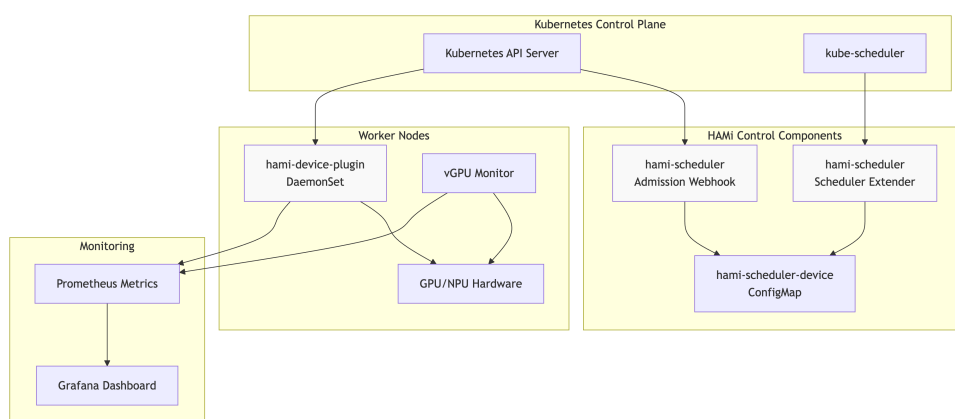 Kubernetes Control Plane
Kubernetes API Server
kube-scheduler
Worker Nodes
hami-device-plugin
DaemonSet
vGPU Monitor
GPU/NPU Hardware
HAMi Control Components
hami-scheduler
Admission Webhook
hami-scheduler
Scheduler Extender
hami-scheduler-device
ConfigMap
Monitoring
Prometheus Metrics
Grafana Dashboard